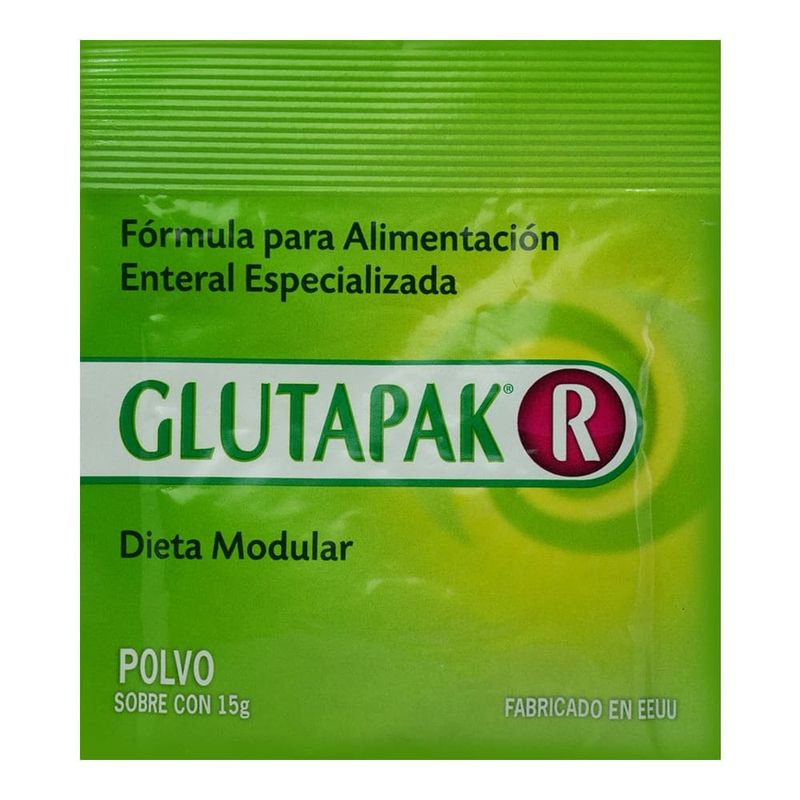 Fórmula para Alimentación
Enteral Especializada
GLUTAPAK® R
Dieta Modular
POLVO
SOBRE CON 15g
FABRICADO EN EEUU